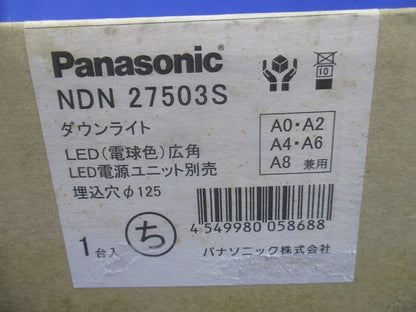 Panasonic
NDN 27503S
ダウンライト
LED(電球色)広角
LED電源ユニット別売
埋込穴φ125
10
A0・A2
A4・A6
A8 兼用
1台入
ち
4 549980 058688
パナソニック株式会社